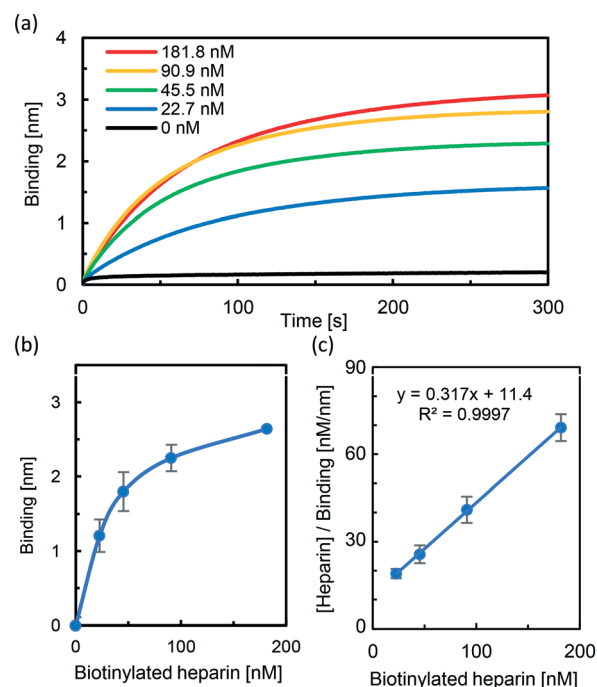 (a)
4
3
2
1
0
Binding [nm]
181.8 nM
90.9 nM
45.5 nM
22.7 nM
0 nM
0
100
200
300
Time [s]
(b)
3
2
1
0
Binding [nm]
0
100
200
Biotinylated heparin [nM]
(c)
90
60
30
0
[Heparin] / Binding [nM/nm]
y = 0.317x + 11.4
R² = 0.9997
0
100
200
Biotinylated heparin [nM]